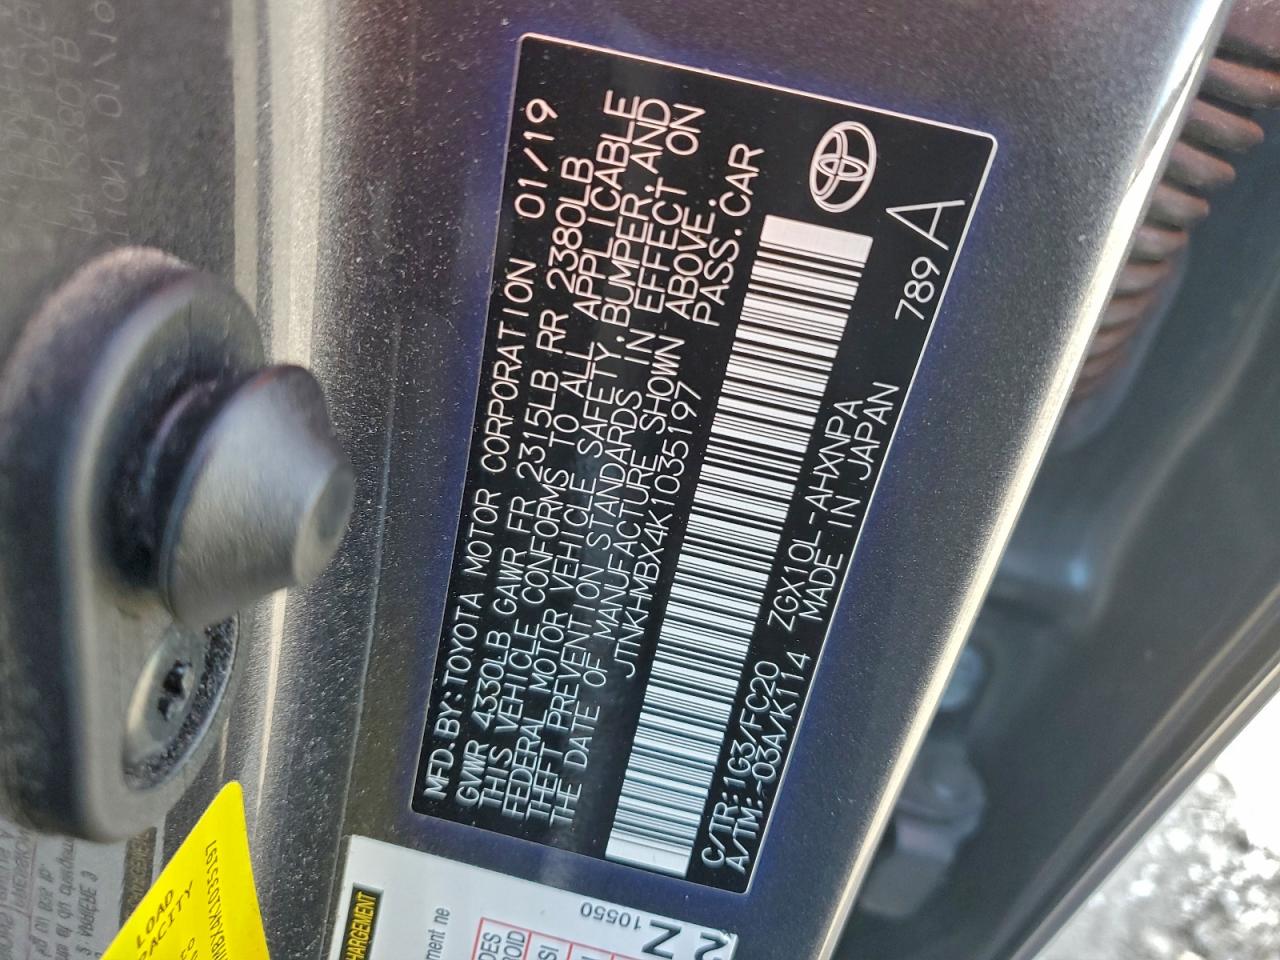 MFD.BY:TOYOTA MOTOR CORPORATION 01/19
GVWR 4330LB GAWR FR 2315LB RR 2380LB
THIS VEHICLE CONFORMS TO ALL APPLICABLE
FEDERAL MOTOR VEHICLE SAFETY,BUMPER,AND
THEFT PREVENTION STANDARDS IN EFFECT ON
THE DATE OF MANUFACTURE SHOWN ABOVE.
JTNKHMBX4K1035197 PASS.CAR
C/TR:1G3/FC20 ZGX10L-AHXNPA 789 A
A/TM:-03A/K114 MADE IN JAPAN
LOAD
10550